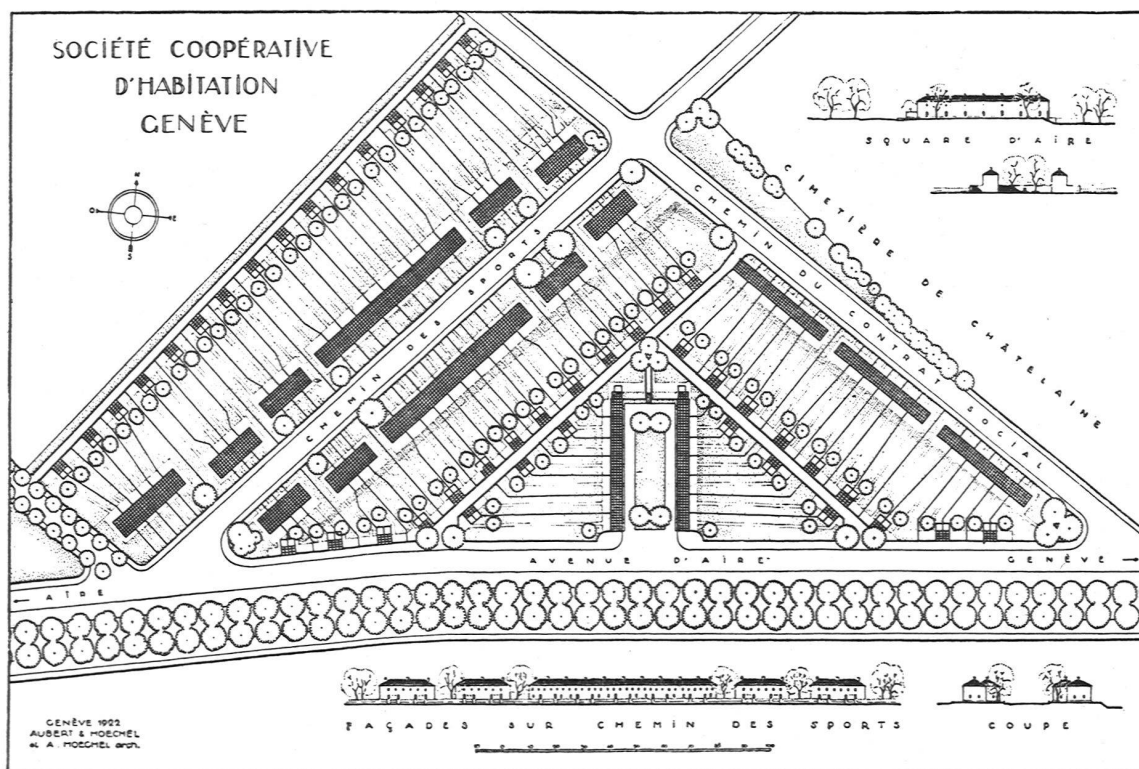 SOCIÉTÉ COOPÉRATIVE
D'HABITATION
GENÈVE
N
O
E
S
SQUARE D'AÏRE
CIMETIÈRE DE CHÂTELAINE
CHEMIN DU CONTRAT SOCIAL
CHEMIN DES SPORTS
AVENUE D'AÏRE
GENÈVE →
← AÏRE
FAÇADES SUR CHEMIN DES SPORTS
COUPE
GENÈVE 1922
AUBERT & HOECHEL
et A. HOECHEL arch.